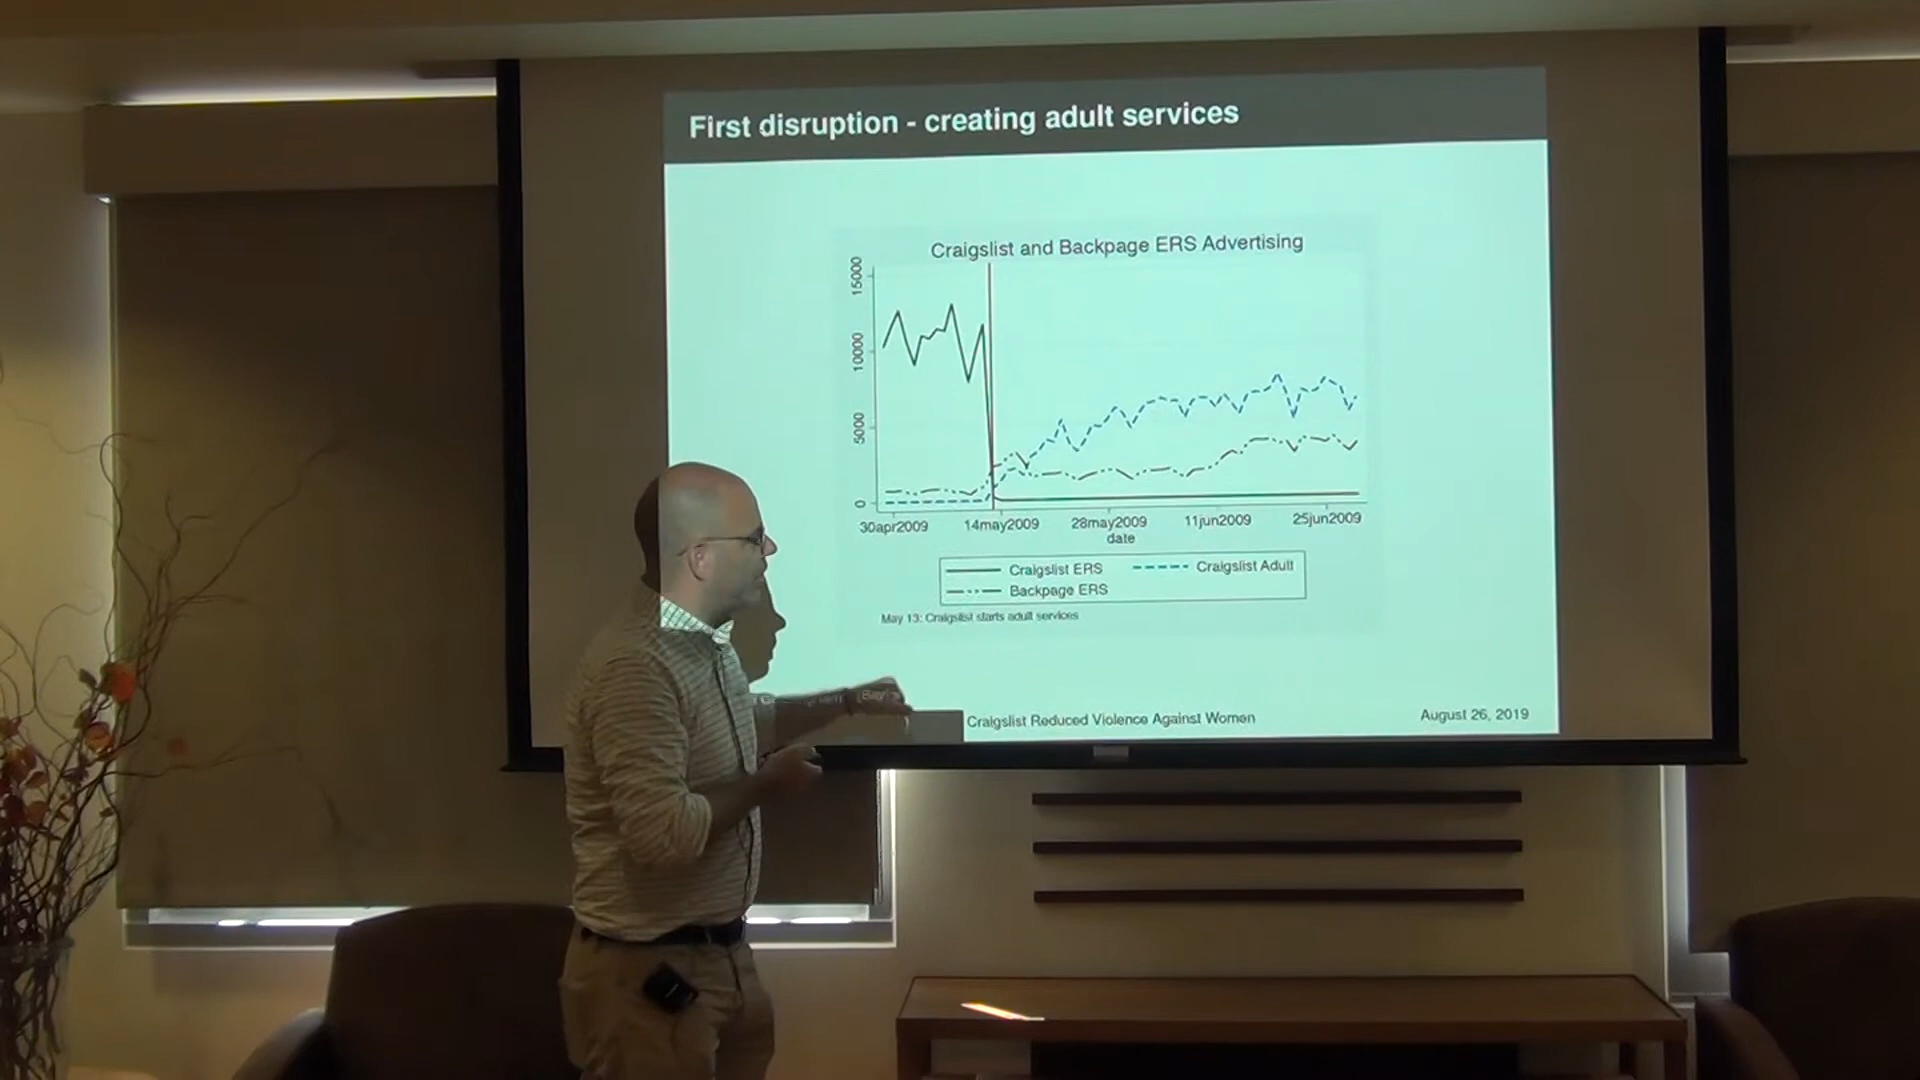 First disruption - creating adult services
Craigslist and Backpage ERS Advertising
15000
10000
5000
0
30apr2009 14may2009 28may2009 11jun2009 25jun2009
date
Craigslist ERS Craigslist Adult
Backpage ERS
May 13: Craigslist starts adult services
Craigslist Reduced Violence Against Women August 26, 2019